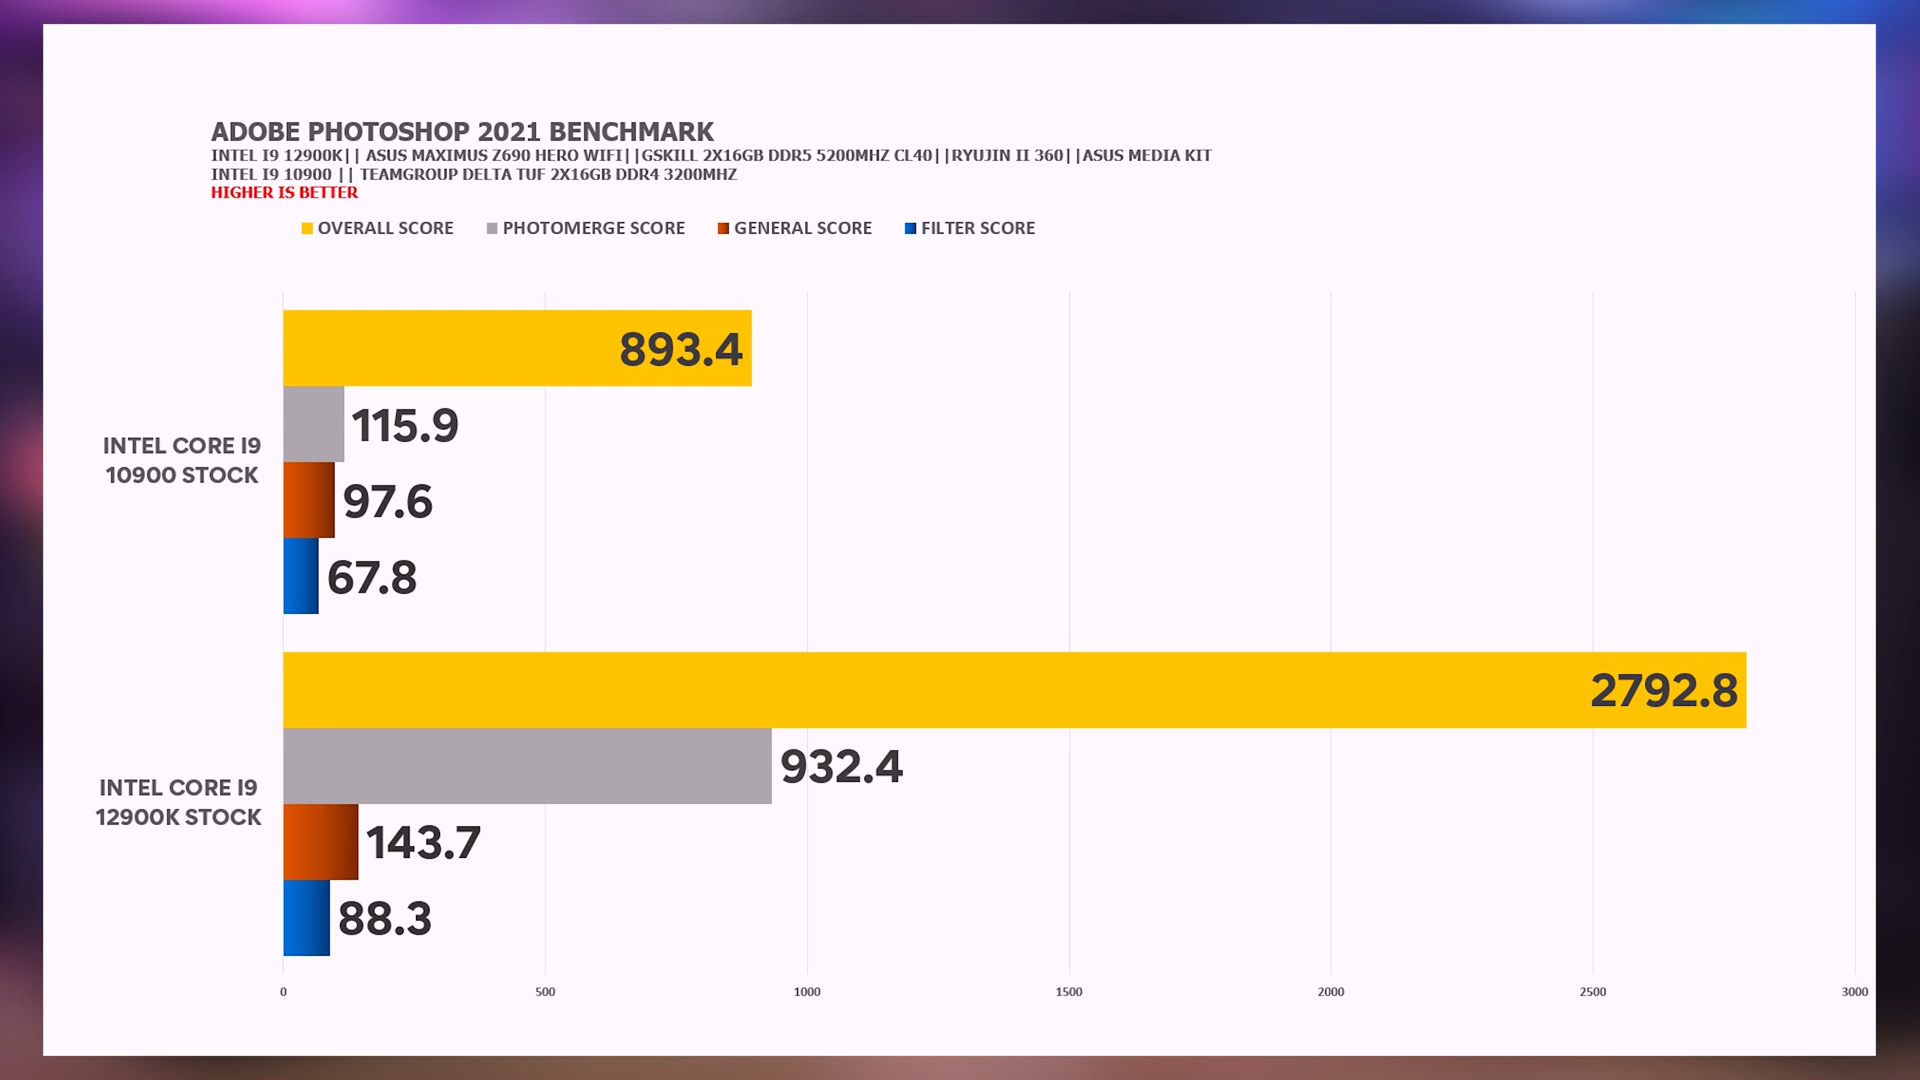 ADOBE PHOTOSHOP 2021 BENCHMARK
INTEL I9 12900K|| ASUS MAXIMUS Z690 HERO WIFI||GSKILL 2X16GB DDR5 5200MHZ CL40||RYUJIN II 360||ASUS MEDIA KIT
INTEL I9 10900 || TEAMGROUP DELTA TUF 2X16GB DDR4 3200MHZ
HIGHER IS BETTER
OVERALL SCORE PHOTOMERGE SCORE GENERAL SCORE FILTER SCORE
893.4
115.9
INTEL CORE I9
10900 STOCK
97.6
67.8
2792.8
932.4
INTEL CORE I9
12900K STOCK
143.7
88.3
0 500 1000 1500 2000 2500 3000